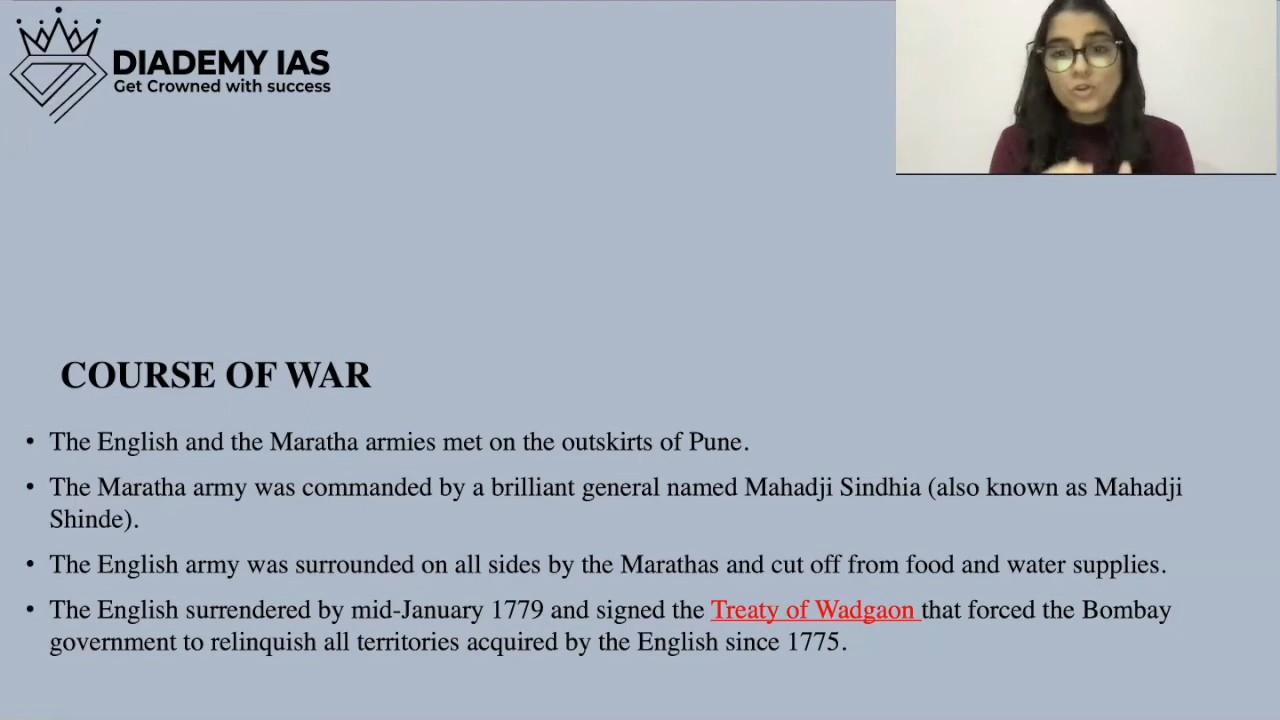 DIADEMY IAS
Get Crowned with success
COURSE OF WAR
• The English and the Maratha armies met on the outskirts of Pune.
• The Maratha army was commanded by a brilliant general named Mahadji Sindhia (also known as Mahadji
Shinde).
• The English army was surrounded on all sides by the Marathas and cut off from food and water supplies.
• The English surrendered by mid-January 1779 and signed the Treaty of Wadgaon that forced the Bombay
government to relinquish all territories acquired by the English since 1775.